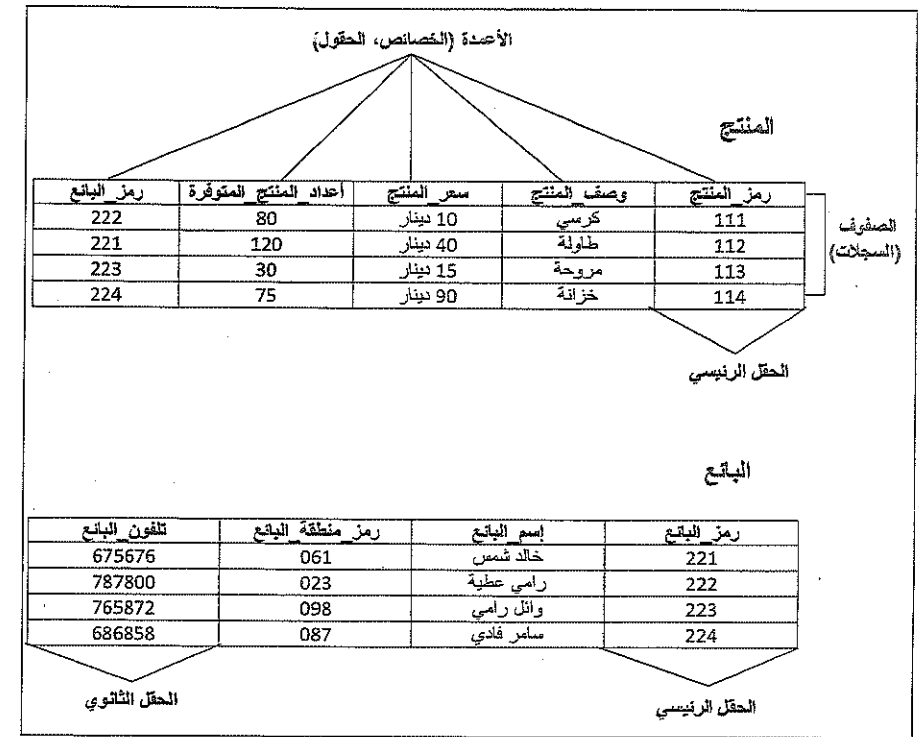 الأعمدة (الخصائص، الحقول)
المنتج
رمز_المنتج وصف_المنتج سعر_المنتج أعداد_المنتج_المتوفرة رمز_البائع
111 كرسي 10 دينار 80 222
112 طاولة 40 دينار 120 221
113 مروحة 15 دينار 30 223
114 خزانة 90 دينار 75 224
الصفوف
(السجلات)
الحقل الرئيسي
البائع
رمز_البائع إسم_البائع رمز_منطقة_البائع تلفون_البائع
221 خالد شمس 061 675676
222 رامي عطية 023 787800
223 وائل رامي 098 765872
224 سامر فادي 087 686858
الحقل الرئيسي الحقل الثانوي